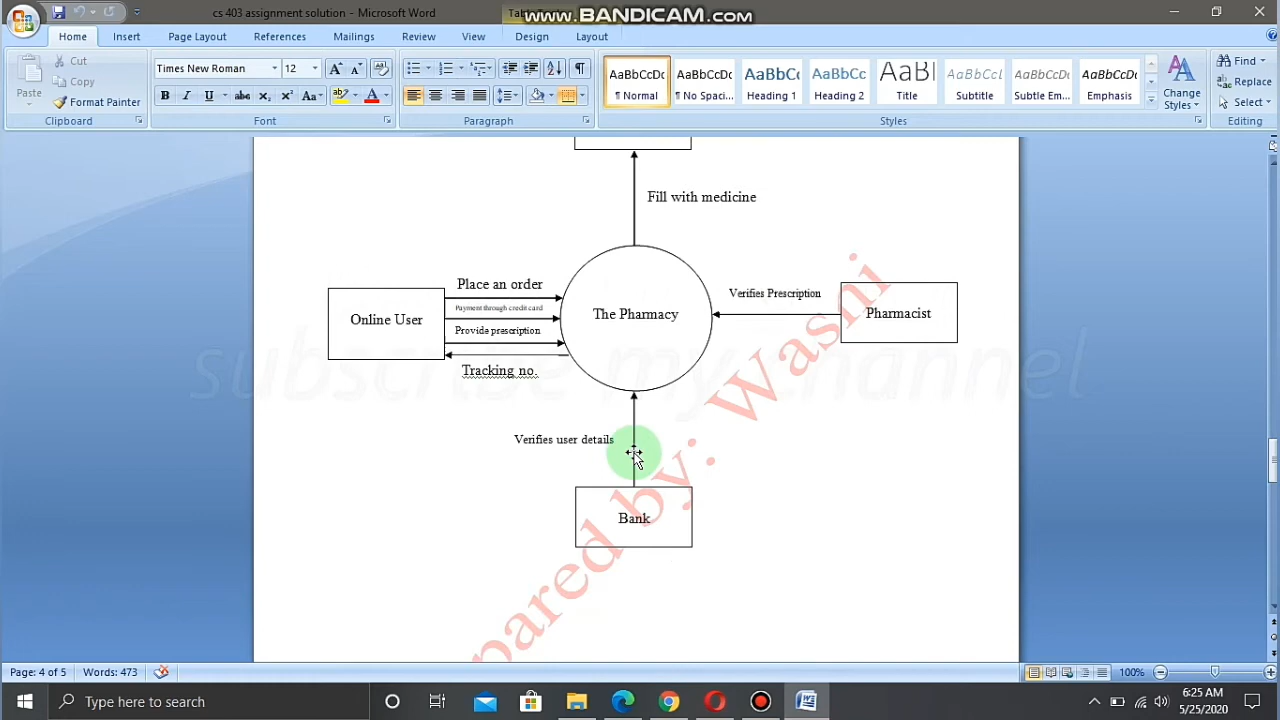 cs 403 assignment solution - Microsoft Word
WWW.BANDICAM.COM
Home Insert Page Layout References Mailings Review View Design Layout
Paste
Cut
Copy
Format Painter
Clipboard
Times New Roman 12
Font
Paragraph
AaBbCcDc AaBbCcDc AaBbCc AaBbCc AaBl AaBbCcl AaBbCcDc AaBbCcDc
¶ Normal ¶ No Spaci... Heading 1 Heading 2 Title Subtitle Subtle Em... Emphasis
Change Styles
Styles
Find
Replace
Select
Editing
Fill with medicine
Place an order
Payment through credit card
Provide prescription
Tracking no.
Online User
The Pharmacy
Verifies Prescription
Pharmacist
subscribe my channel
Verifies user details
Bank
pared by: Washi
Page: 4 of 5 Words: 473 100%
Type here to search
6:25 AM
5/25/2020